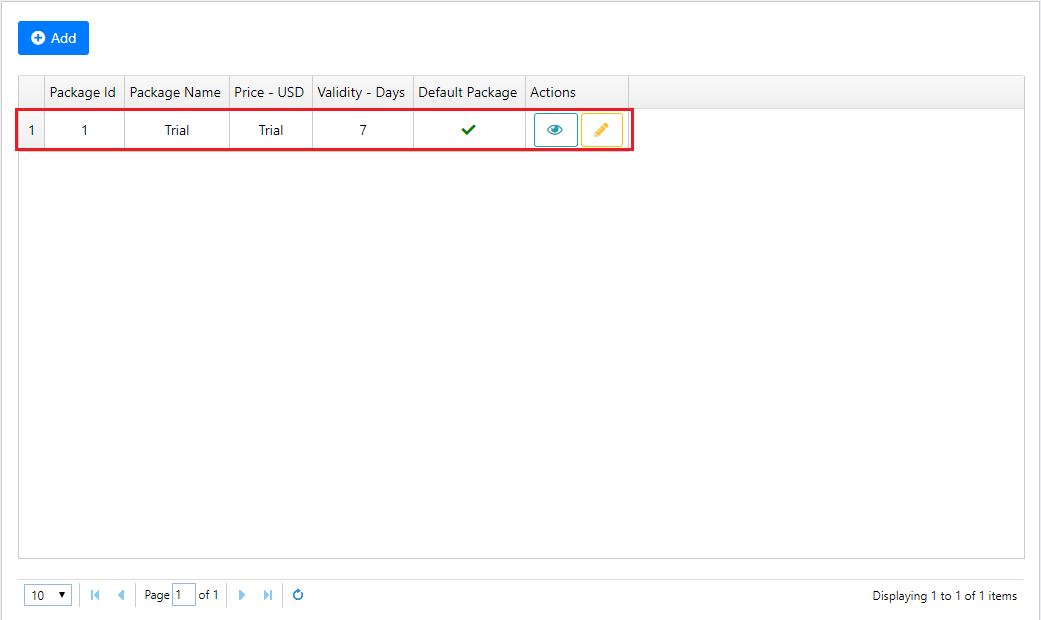 Add
Package Id Package Name Price - USD Validity - Days Default Package Actions
1 1 Trial Trial 7
10 Page 1 of 1 Displaying 1 to 1 of 1 items